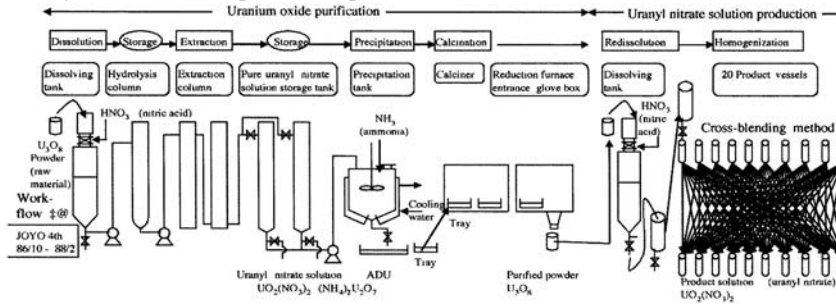 Uranium oxide purification
Uranyl nitrate solution production
Dissolution
Storage
Extraction
Storage
Precipitation
Calcination
Redissolution
Homogenization
Dissolving
tank
Hydrolysis
column
Extraction
column
Pure uranyl nitrate
solution storage tank
Precipitation
tank
Calciner
Reduction furnace
entrance glove box
Dissolving
tank
20 Product vessels
HNO3 (nitric acid)
U3O8
Powder
(raw
material)
NH3
(ammonia)
HNO3
(nitric
acid)
Cross-blending method
Work-
flow ‡@
JOYO 4th
86/10 - 88/2
Cooling
water
Tray
Tray
Uranyl nitrate solution
UO2(NO3)2
ADU
(NH4)2U2O7
Purified powder
U3O8
Product solution (uranyl nitrate)
UO2(NO3)2